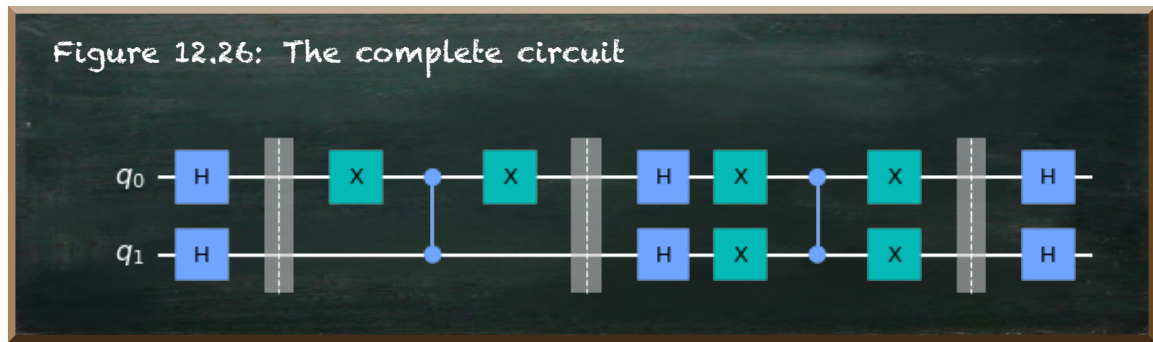 Figure 12.26: The complete circuit
q0 H X X H X X H
q1 H H X X H